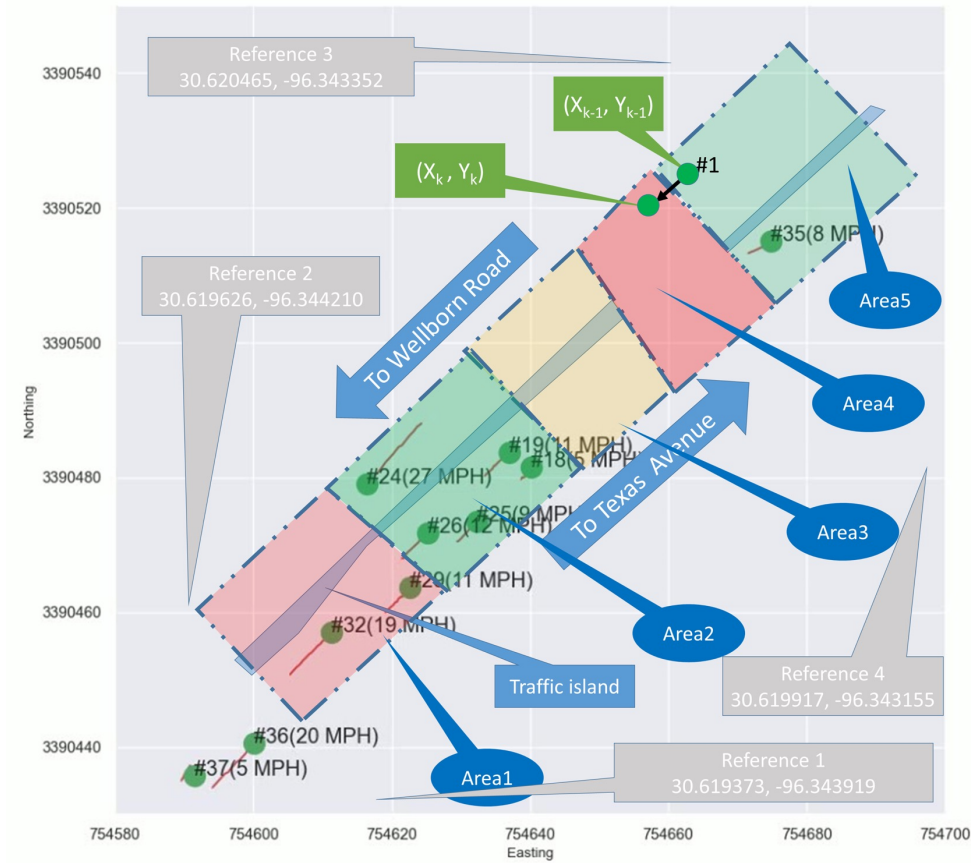 Reference 3
30.620465, -96.343352
3390540
(Xk-1, Yk-1)
(Xk , Yk)
#1
3390520
#35(8 MPH)
Reference 2
30.619626, -96.344210
To Wellborn Road
Area5
3390500
Area4
Northing
#19(11 MPH)
#18(5 MPH
#24(27 MPH)
3390480
To Texas Avenue
#25(9 MPH
#26(12 MPH)
Area3
#29(11 MPH)
3390460
#32(19 MPH)
Area2
Reference 4
30.619917, -96.343155
Traffic island
#36(20 MPH)
3390440
#37(5 MPH)
Area1
Reference 1
30.619373, -96.343919
754580
754600
754620
754640
754660
754680
754700
Easting